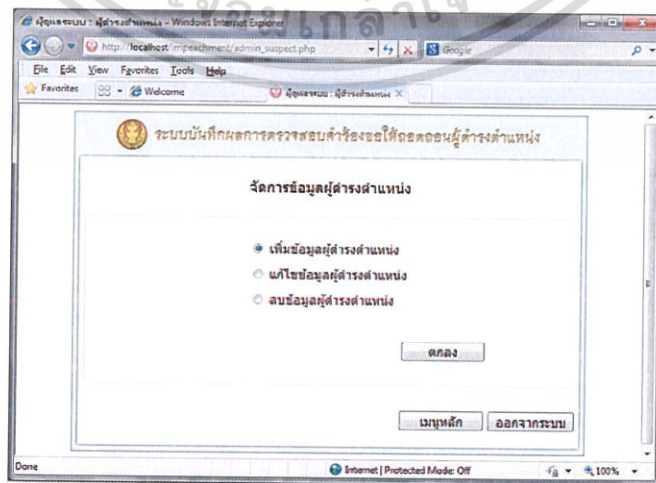 ผู้ดูแลระบบ : ผู้ดำรงตำแหน่ง - Windows Internet Explorer
http://localhost/impeachment/admin_suspect.php
Google
File Edit View Favorites Tools Help
Favorites
Welcome
ผู้ดูแลระบบ : ผู้ดำรงตำแหน่ง
ระบบบันทึกผลการตรวจสอบคำร้องขอให้ถอดถอนผู้ดำรงตำแหน่ง
จัดการข้อมูลผู้ดำรงตำแหน่ง
เพิ่มข้อมูลผู้ดำรงตำแหน่ง
แก้ไขข้อมูลผู้ดำรงตำแหน่ง
ลบข้อมูลผู้ดำรงตำแหน่ง
ตกลง
เมนูหลัก ออกจากระบบ
Done
Internet | Protected Mode: Off
100%